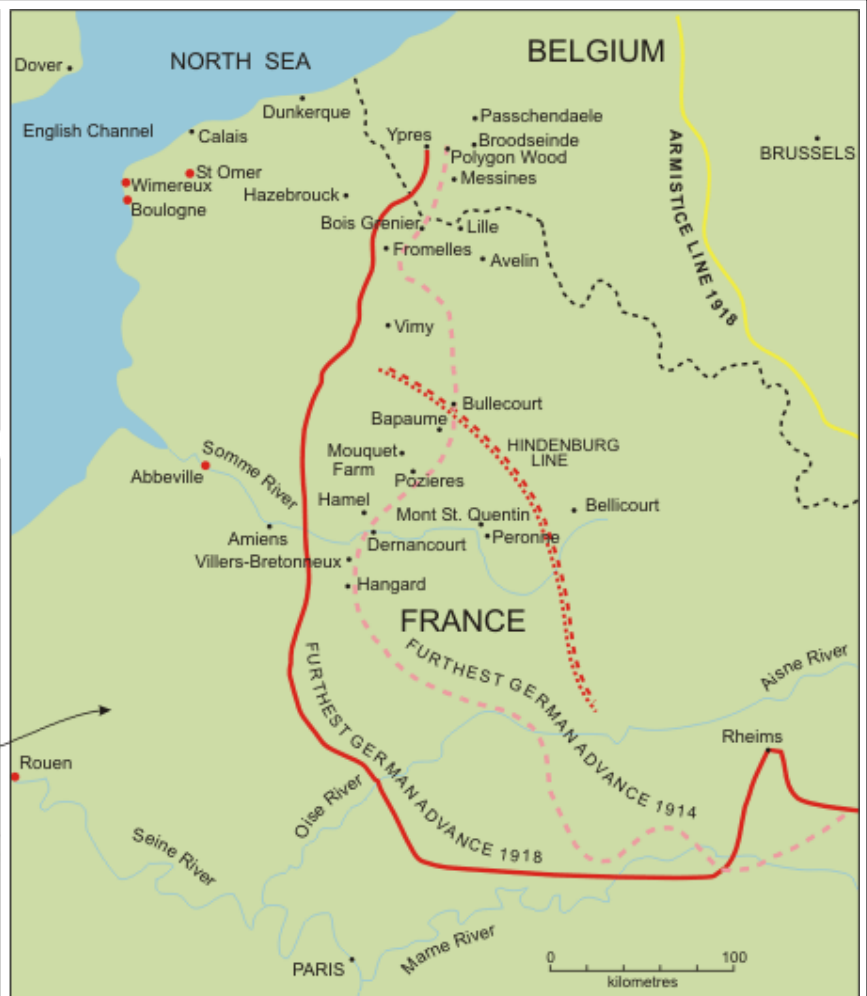 NORTH SEA
BELGIUM
Dover
Dunkerque
Passchendaele
English Channel
Calais
Ypres
Broodseinde
Polygon Wood
BRUSSELS
St Omer
Wimereux
Messines
Hazebrouck
Boulogne
Bois Grenier
Lille
ARMISTICE LINE 1918
Fromelles
Avelin
Vimy
Bullecourt
Bapaume
HINDENBURG
LINE
Somme River
Mouquet
Farm
Abbeville
Pozieres
Hamel
Mont St. Quentin
Bellicourt
Amiens
Dernancourt
Peronne
Villers-Bretonneux
Hangard
FRANCE
FURTHEST GERMAN ADVANCE 1914
FURTHEST GERMAN ADVANCE 1918
Aisne River
Rheims
Rouen
Oise River
Seine River
Marne River
PARIS
0 100
kilometres